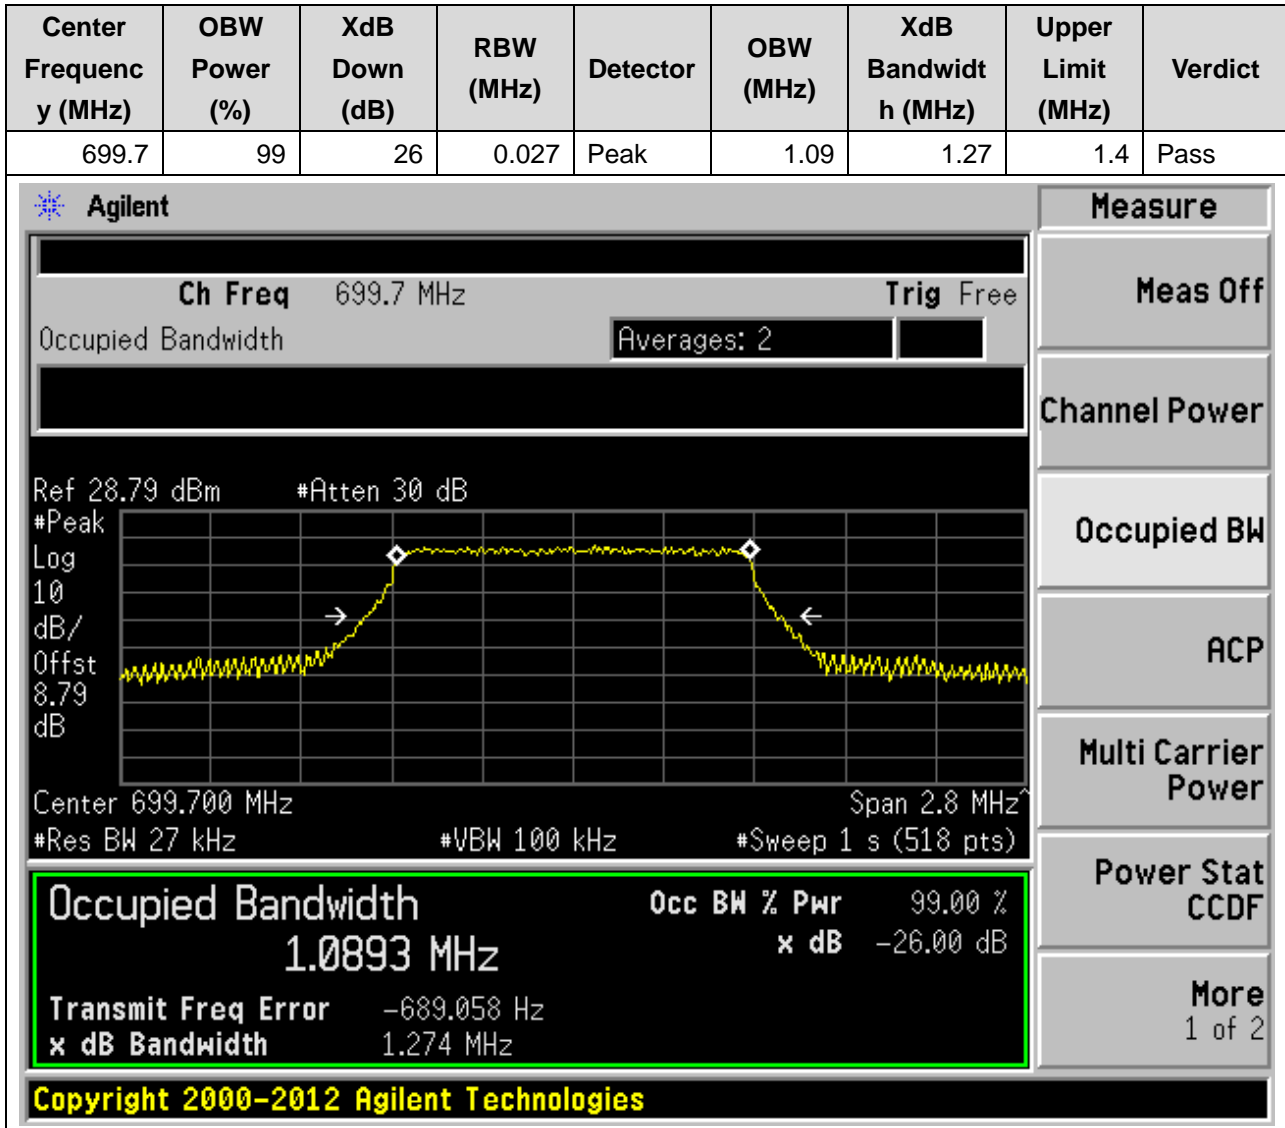 Center Frequency (MHz) OBW Power (%) XdB Down (dB) RBW (MHz) Detector OBW (MHz) XdB Bandwidth (MHz) Upper Limit (MHz) Verdict
699.7 99 26 0.027 Peak 1.09 1.27 1.4 Pass
Agilent
Measure
Ch Freq 699.7 MHz Trig Free
Occupied Bandwidth Averages: 2
Meas Off
Channel Power
Occupied BW
ACP
Multi Carrier
Power
Power Stat
CCDF
More
1 of 2
Ref 28.79 dBm #Atten 30 dB
#Peak
Log
10
dB/
Offst
8.79
dB
Center 699.700 MHz Span 2.8 MHz^
#Res BW 27 kHz #VBW 100 kHz #Sweep 1 s (518 pts)
Occupied Bandwidth Occ BW % Pwr 99.00 %
1.0893 MHz x dB -26.00 dB
Transmit Freq Error -689.058 Hz
x dB Bandwidth 1.274 MHz
Copyright 2000-2012 Agilent Technologies